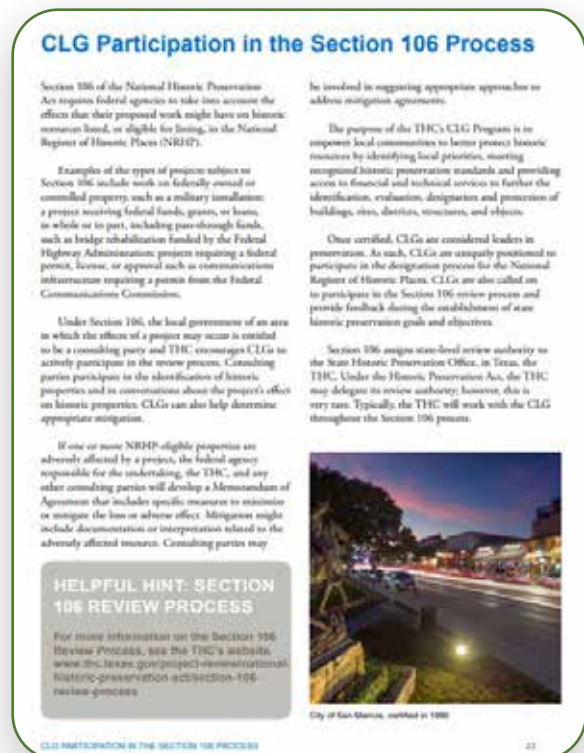 CLG Participation in the Section 106 Process
Section 106 of the National Historic Preservation
Act requires federal agencies to take into account the
effects that their proposed work might have on historic
resources listed, or eligible for listing, in the National
Register of Historic Places (NRHP).
Examples of the types of projects subject to
Section 106 include work on federally owned or
controlled property, such as a military installation;
a project receiving federal funds, grants, or loans,
in whole or in part, including pass-through funds,
such as bridge rehabilitation funded by the Federal
Highway Administration; projects requiring a federal
permit, license, or approval such as communications
infrastructure requiring a permit from the Federal
Communications Commission.
Under Section 106, the local government of an area
in which the effects of a project may occur is entitled
to be a consulting party and THC encourages CLGs to
actively participate in the review process. Consulting
parties participate in the identification of historic
properties and in conversations about the project's effect
on historic properties. CLGs can also help determine
appropriate mitigation.
If one or more NRHP-eligible properties are
adversely affected by a project, the federal agency
responsible for the undertaking, the THC, and any
other consulting parties will develop a Memorandum of
Agreement that includes specific measures to minimize
or mitigate the loss or adverse effect. Mitigation might
include documentation or interpretation related to the
adversely affected resource. Consulting parties may
HELPFUL HINT: SECTION
106 REVIEW PROCESS
For more information on the Section 106
Review Process, see the THC's website
www.thc.texas.gov/project-review/national-
historic-preservation-act/section-106-
review-process
be involved in suggesting appropriate approaches to
address mitigation agreements.
The purpose of the THC's CLG Program is to
empower local communities to better protect historic
resources by identifying local priorities, meeting
recognized historic preservation standards and providing
access to financial and technical services to further the
identification, evaluation, designation and protection of
buildings, sites, districts, structures, and objects.
Once certified, CLGs are considered leaders in
preservation. As such, CLGs are uniquely positioned to
participate in the designation process for the National
Register of Historic Places. CLGs are also called on
to participate in the Section 106 review process and
provide feedback during the establishment of state
historic preservation goals and objectives.
Section 106 assigns state-level review authority to
the State Historic Preservation Office, in Texas, the
THC. Under the Historic Preservation Act, the THC
may delegate its review authority; however, this is
very rare. Typically, the THC will work with the CLG
throughout the Section 106 process.
City of San Marcos, certified in 1990
CLG PARTICIPATION IN THE SECTION 106 PROCESS